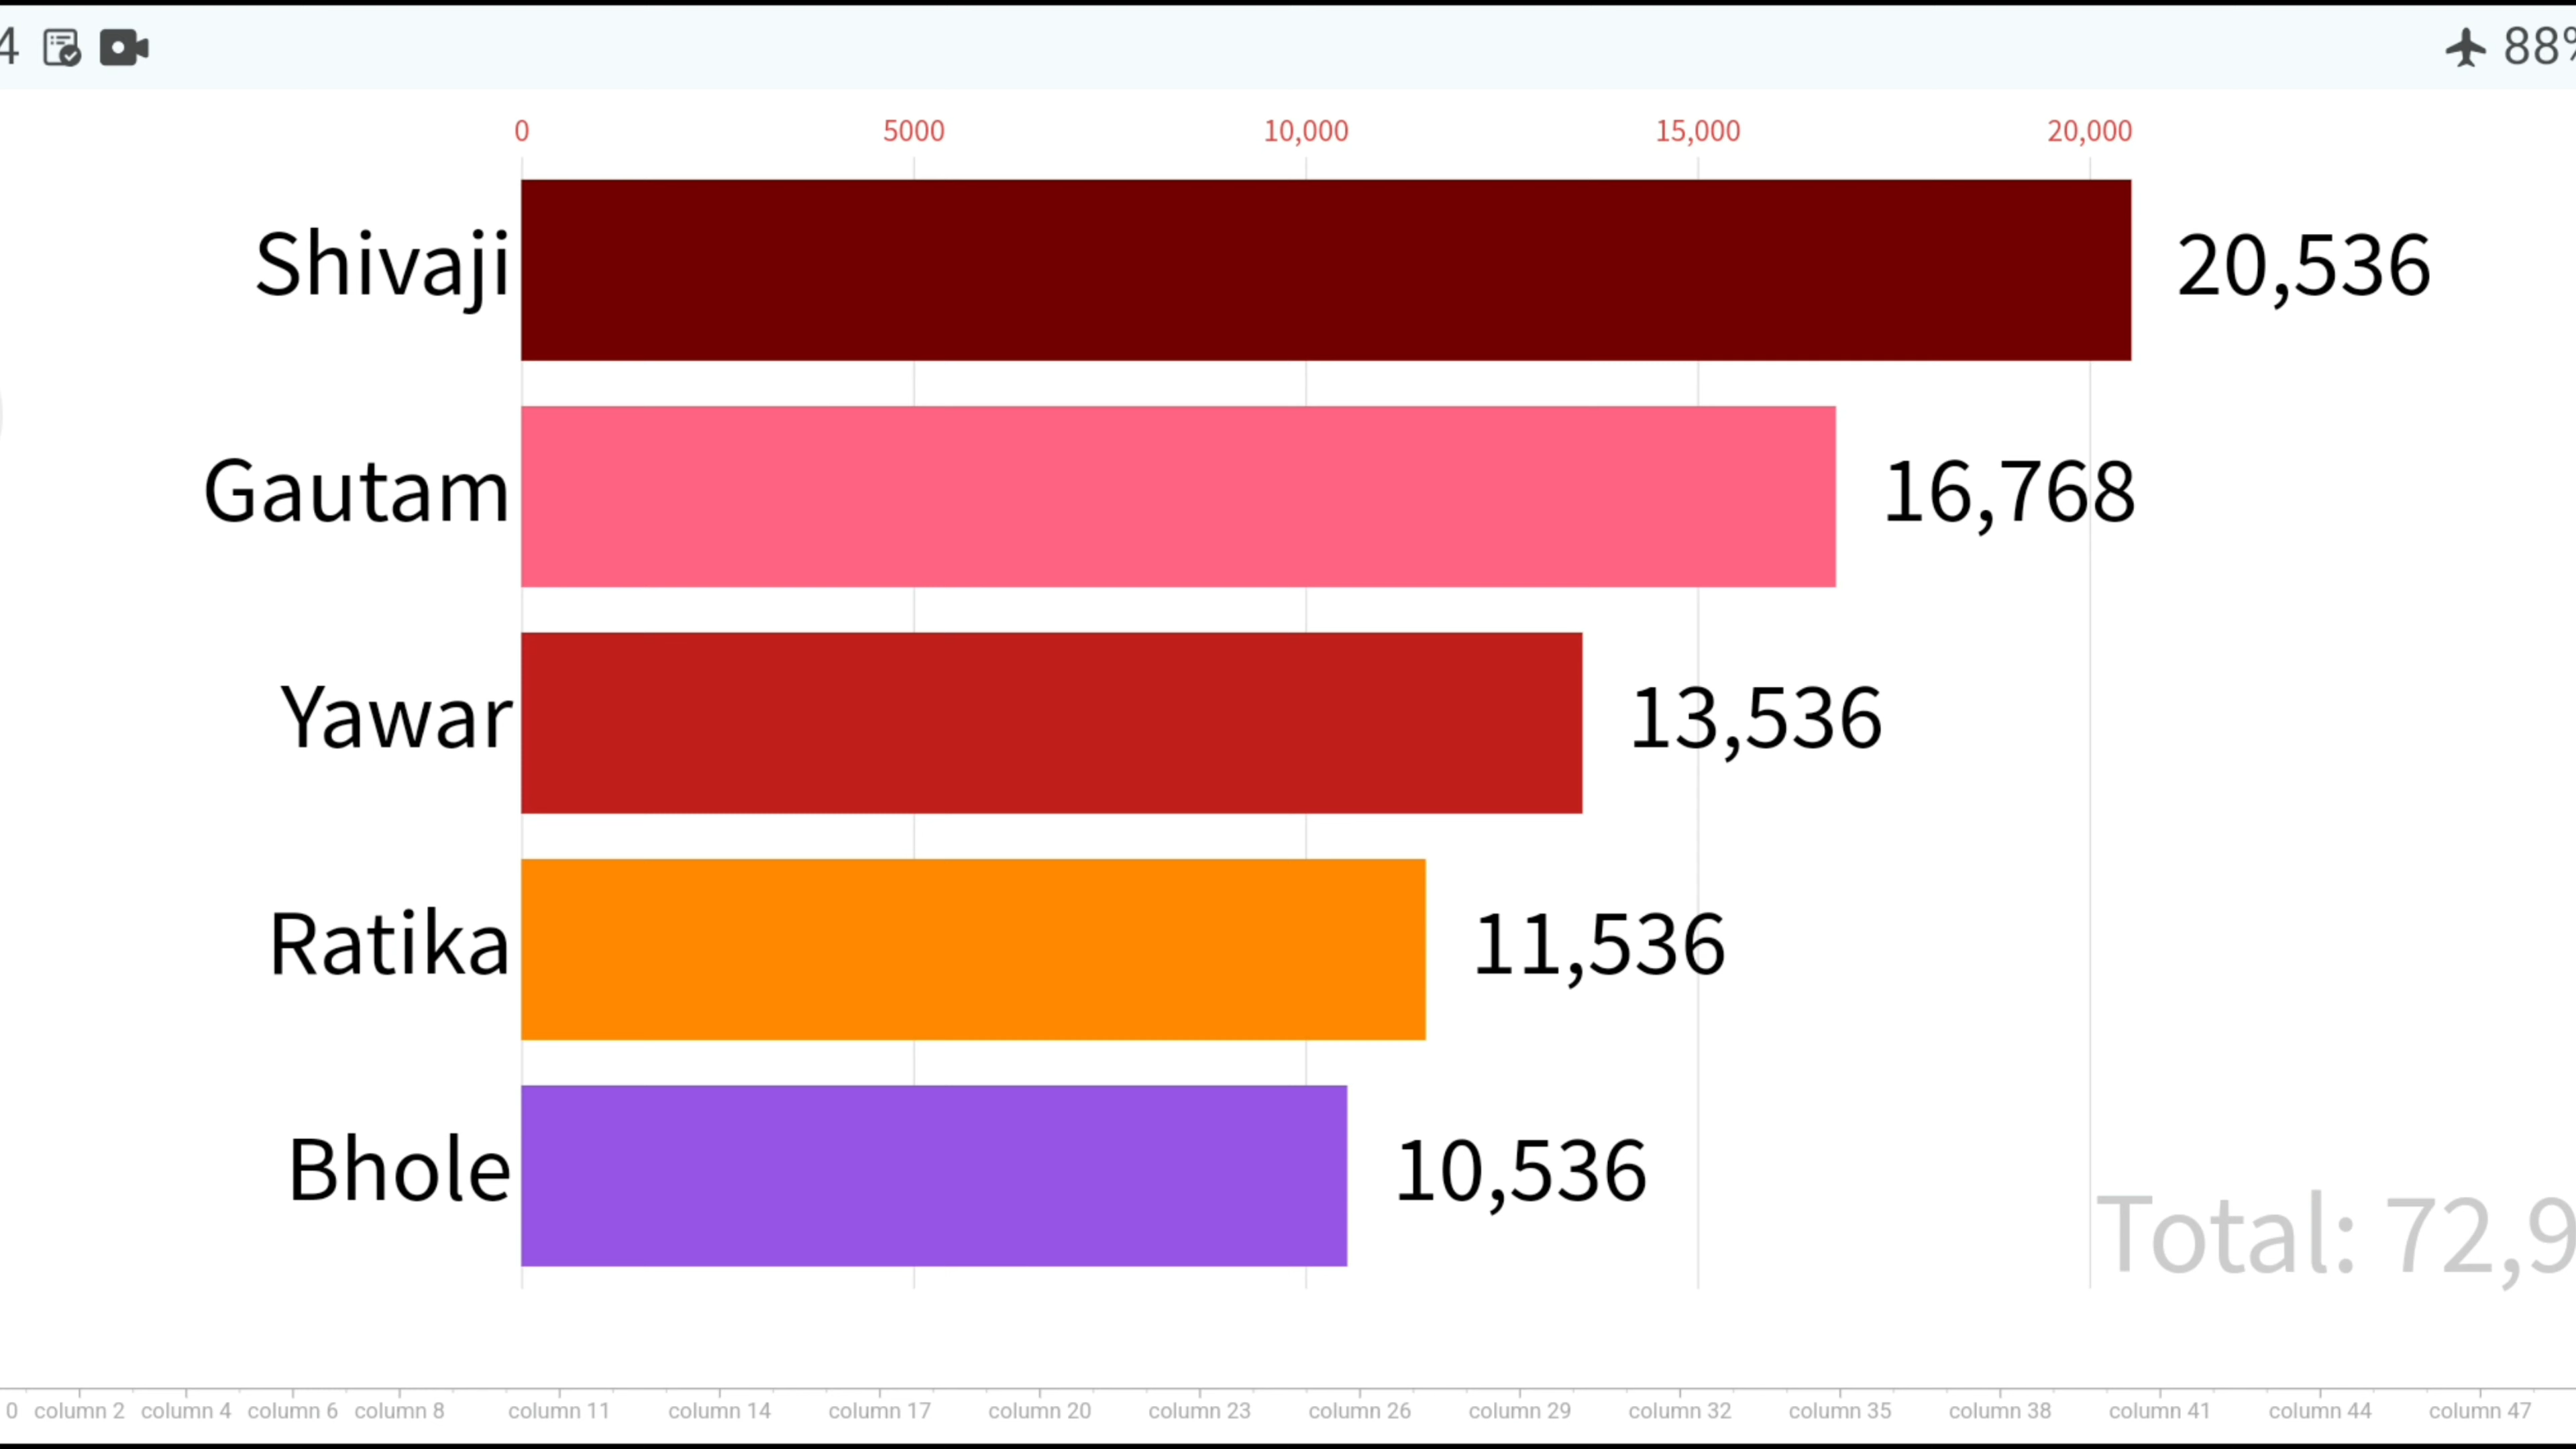 4 88%
0 5000 10,000 15,000 20,000
Shivaji 20,536
Gautam 16,768
Yawar 13,536
Ratika 11,536
Bhole 10,536
Total: 72,9
0 column 2 column 4 column 6 column 8 column 11 column 14 column 17 column 20 column 23 column 26 column 29 column 32 column 35 column 38 column 41 column 44 column 47